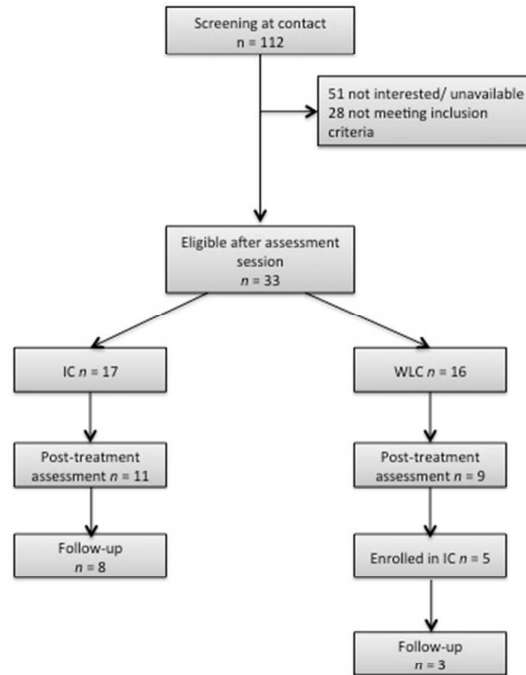 Screening at contact
n = 112
51 not interested/ unavailable
28 not meeting inclusion
criteria
Eligible after assessment
session
n = 33
IC n = 17
WLC n = 16
Post-treatment
assessment n = 11
Post-treatment
assessment n = 9
Follow-up
n = 8
Enrolled in IC n = 5
Follow-up
n = 3